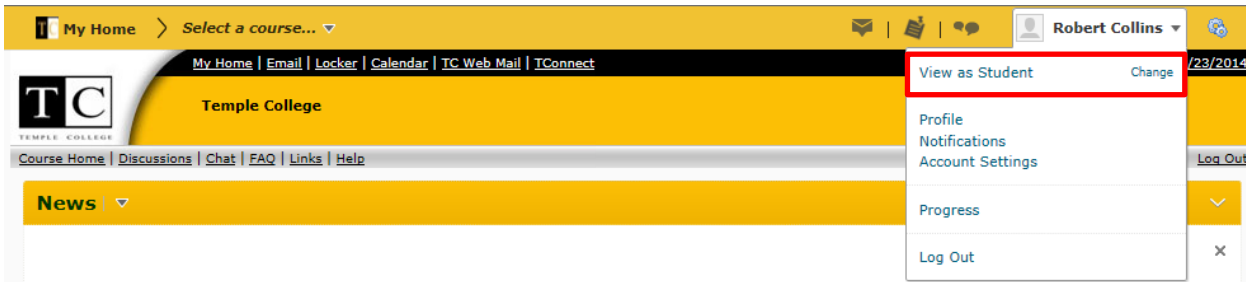 TC My Home Select a course... Robert Collins
My Home | Email | Locker | Calendar | TC Web Mail | TConnect /23/2014
View as Student Change
TC
TEMPLE COLLEGE
Temple College
Profile
Notifications
Account Settings
Course Home | Discussions | Chat | FAQ | Links | Help Log Out
News
Progress
Log Out